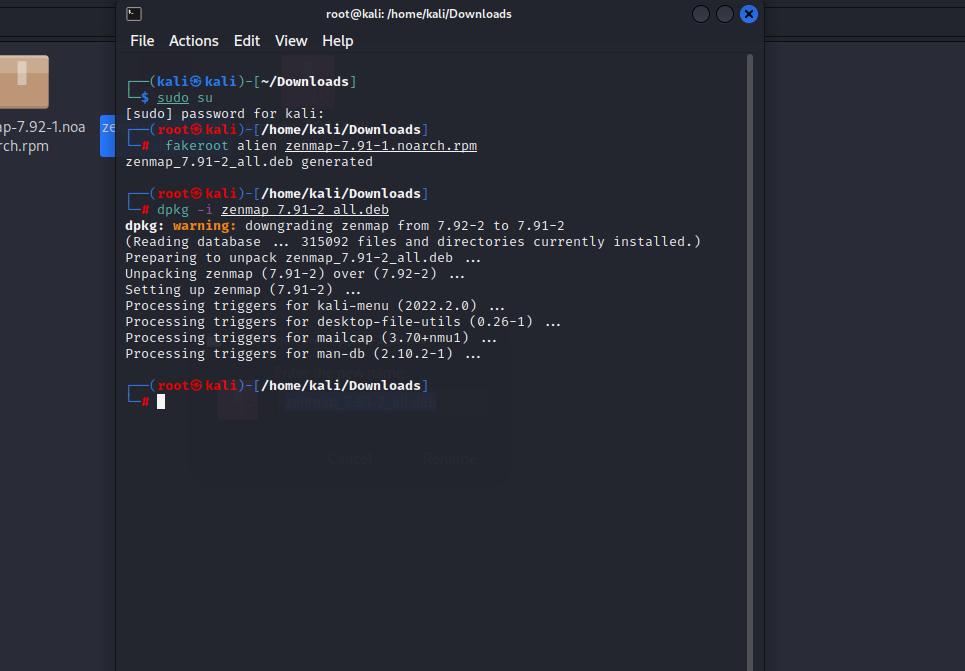 root@kali: /home/kali/Downloads
File Actions Edit View Help
ap-7.92-1.noa
rch.rpm
ze
┌──(kali㉿kali)-[~/Downloads]
└─$ sudo su
[sudo] password for kali:
┌──(root㉿kali)-[/home/kali/Downloads]
└─# fakeroot alien zenmap-7.91-1.noarch.rpm
zenmap_7.91-2_all.deb generated
┌──(root㉿kali)-[/home/kali/Downloads]
└─# dpkg -i zenmap_7.91-2_all.deb
dpkg: warning: downgrading zenmap from 7.92-2 to 7.91-2
(Reading database ... 315092 files and directories currently installed.)
Preparing to unpack zenmap_7.91-2_all.deb ...
Unpacking zenmap (7.91-2) over (7.92-2) ...
Setting up zenmap (7.91-2) ...
Processing triggers for kali-menu (2022.2.0) ...
Processing triggers for desktop-file-utils (0.26-1) ...
Processing triggers for mailcap (3.70+nmu1) ...
Processing triggers for man-db (2.10.2-1) ...
┌──(root㉿kali)-[/home/kali/Downloads]
└─#
Cancel Rename